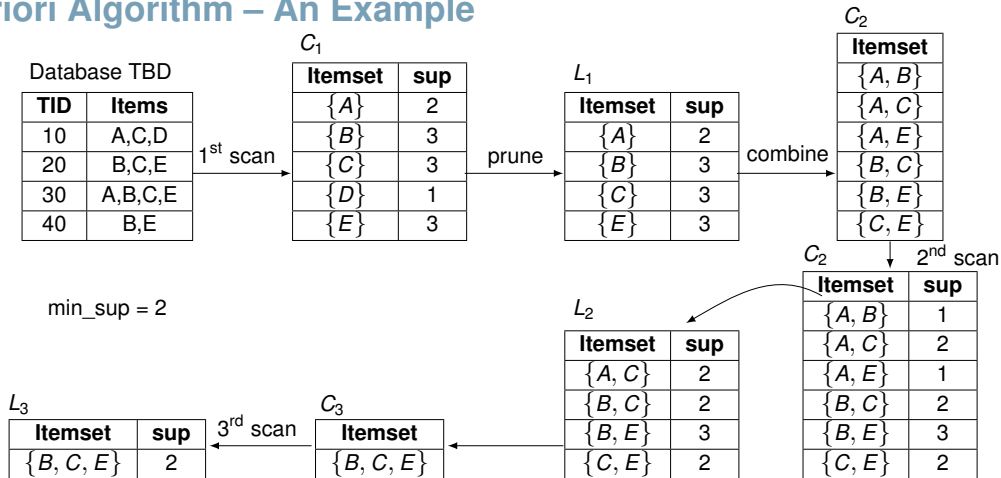 riori Algorithm – An Example
Database TBD
TID Items
10 A,C,D
20 B,C,E
30 A,B,C,E
40 B,E
1st scan
C1
Itemset sup
{A} 2
{B} 3
{C} 3
{D} 1
{E} 3
prune
L1
Itemset sup
{A} 2
{B} 3
{C} 3
{E} 3
combine
C2
Itemset
{A, B}
{A, C}
{A, E}
{B, C}
{B, E}
{C, E}
2nd scan
C2
Itemset sup
{A, B} 1
{A, C} 2
{A, E} 1
{B, C} 2
{B, E} 3
{C, E} 2
min_sup = 2
L2
Itemset sup
{A, C} 2
{B, C} 2
{B, E} 3
{C, E} 2
C3
Itemset
{B, C, E}
3rd scan
L3
Itemset sup
{B, C, E} 2